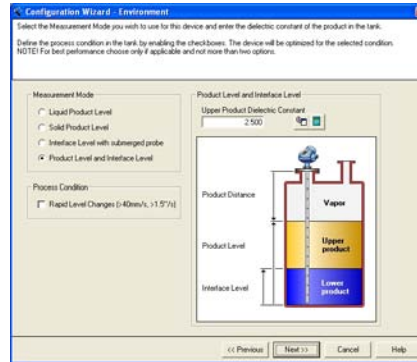 Configuration Wizard - Environment
Select the Measurement Mode you wish to use for this device and enter the dielectric constant of the product in the tank.
Define the process condition in the tank by enabling the checkboxes. The device will be optimized for the selected condition.
NOTE! For best performance choose only if applicable and not more than two options.
Measurement Mode
Liquid Product Level
Solid Product Level
Interface Level with submerged probe
Product Level and Interface Level
Process Condition
Rapid Level Changes (>40mm/s, >1.5"/s)
Product Level and Interface Level
Upper Product Dielectric Constant
2.500
Product Distance
Vapor
Product Level
Upper product
Interface Level
Lower product
<< Previous
Next >>
Cancel
Help